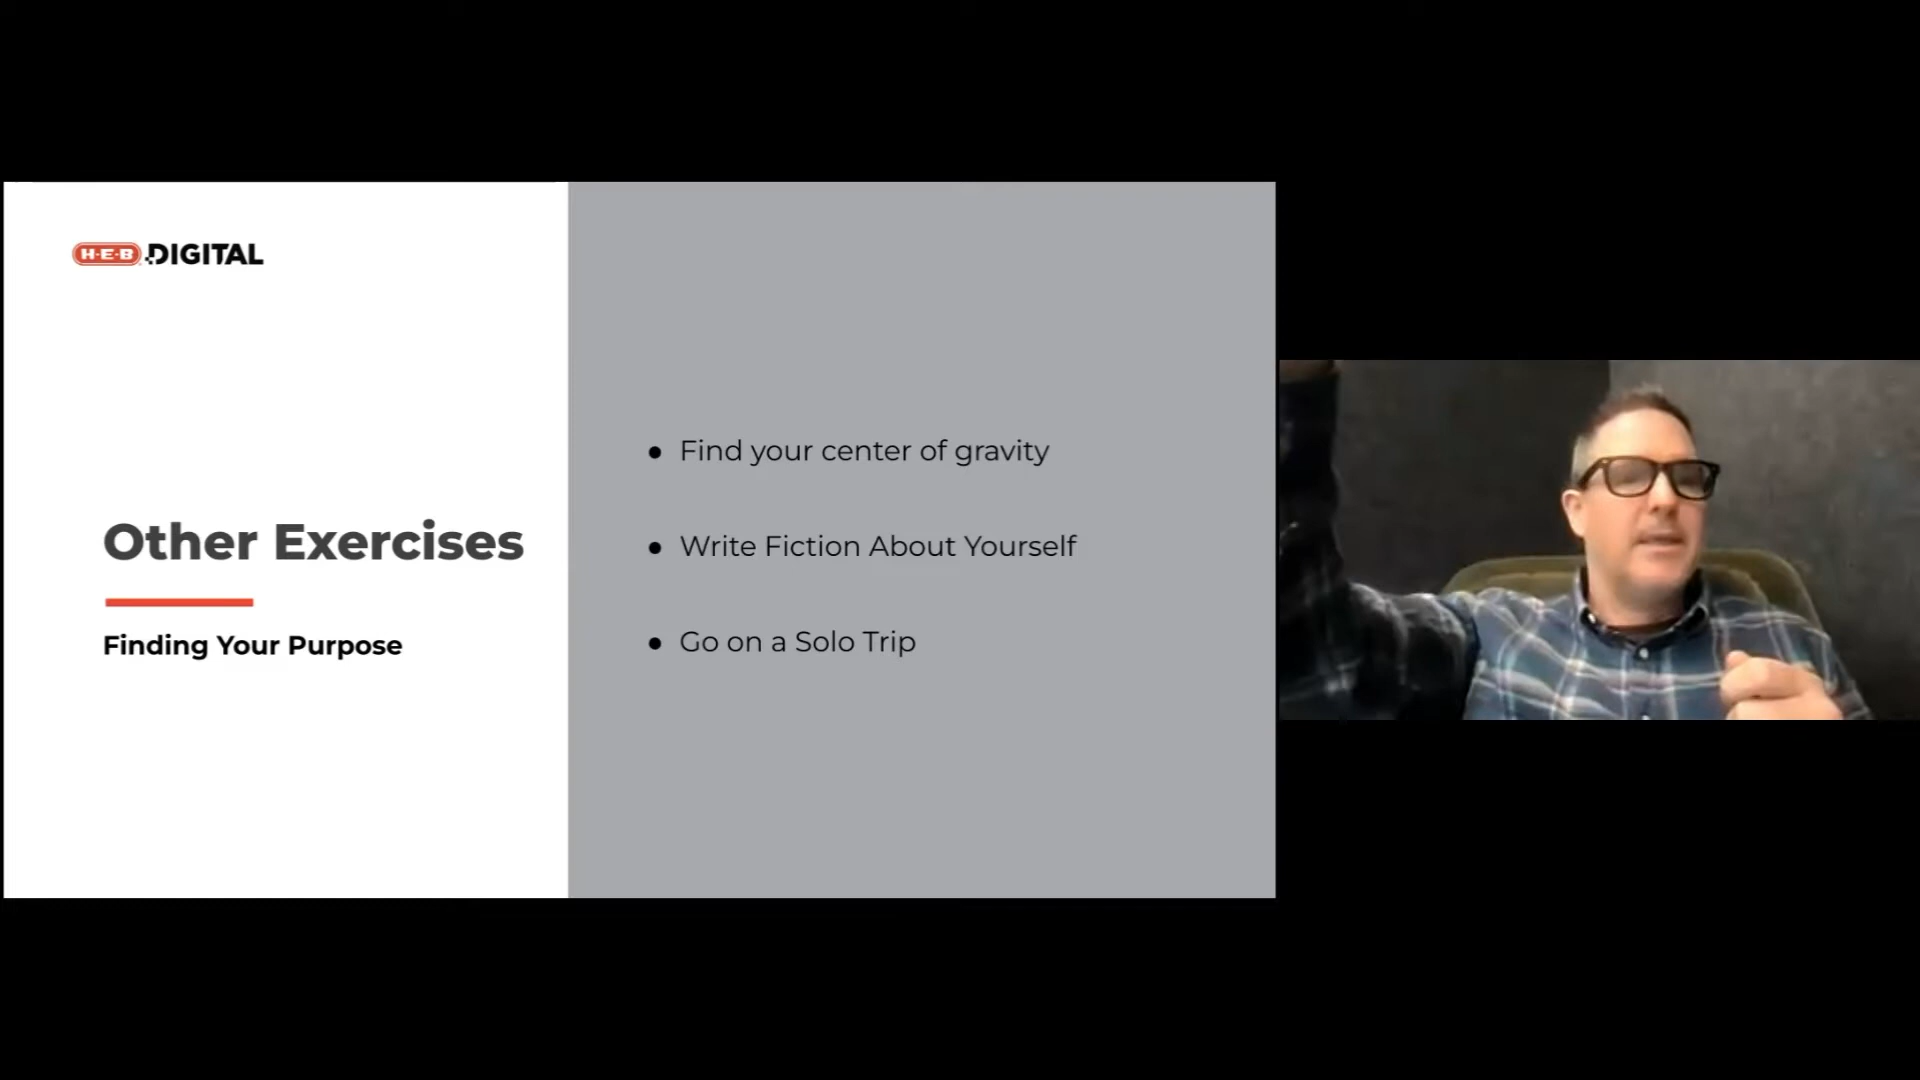 H-E-B DIGITAL
Other Exercises
Finding Your Purpose
● Find your center of gravity
● Write Fiction About Yourself
● Go on a Solo Trip